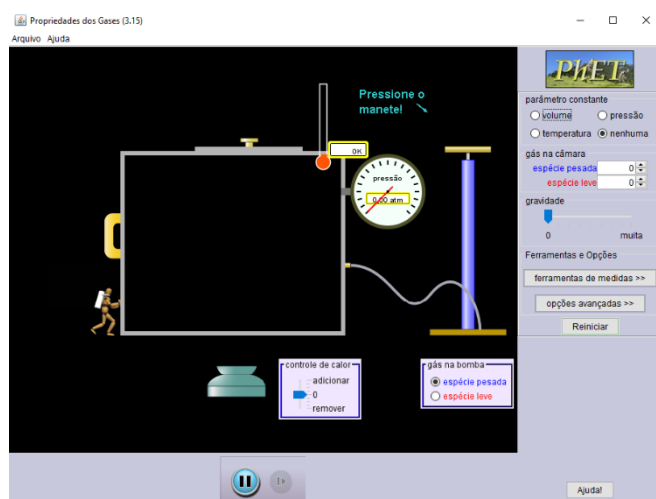 Propriedades dos Gases (3.15)
Arquivo Ajuda
Pressione o
manete!
0K
pressão
0,00 atm
controle de calor
adicionar
0
remover
gás na bomba
espécie pesada
espécie leve
PhET
parâmetro constante
volume pressão
temperatura nenhuma
gás na câmara
espécie pesada 0
espécie leve 0
gravidade
0 muita
Ferramentas e Opções
ferramentas de medidas >>
opções avançadas >>
Reiniciar
Ajuda!